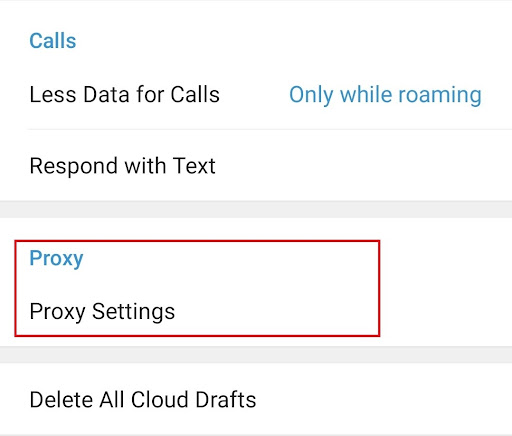 Calls
Less Data for Calls Only while roaming
Respond with Text
Proxy
Proxy Settings
Delete All Cloud Drafts